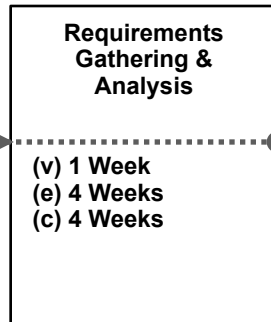 Requirements
Gathering &
Analysis
(v) 1 Week
(e) 4 Weeks
(c) 4 Weeks